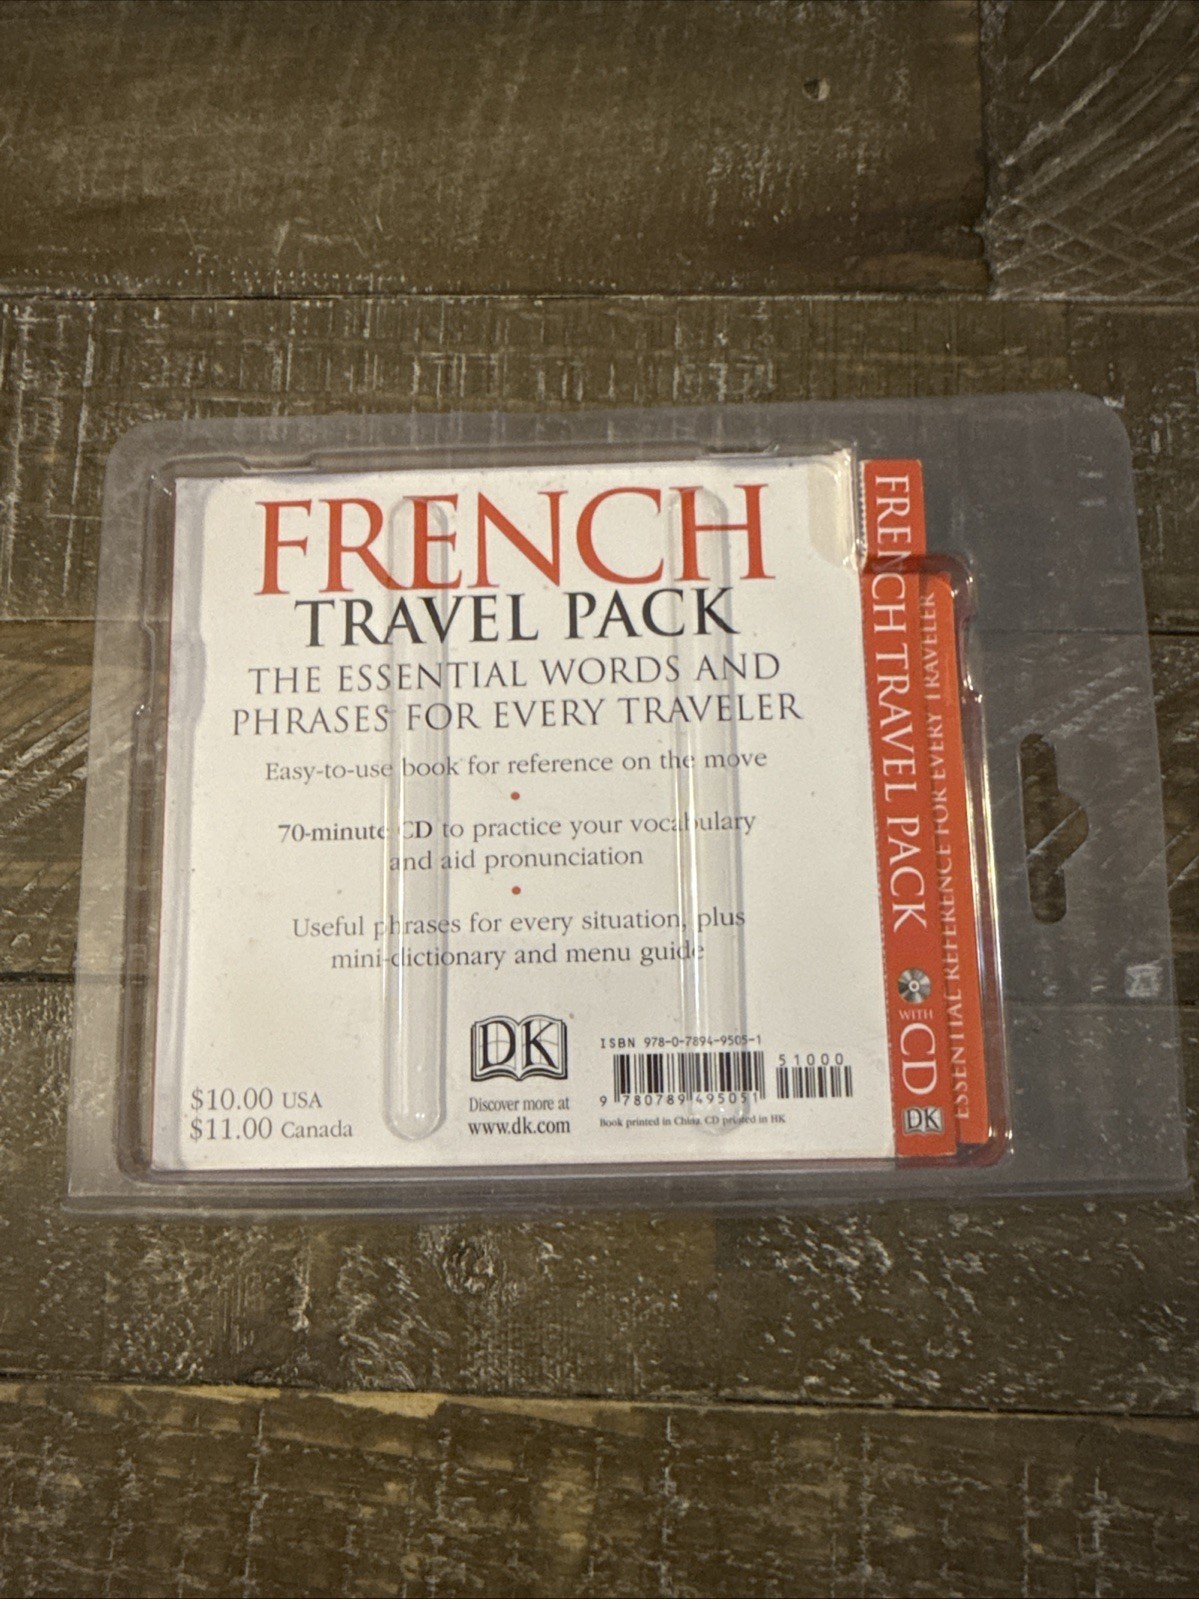 FRENCH
TRAVEL PACK
THE ESSENTIAL WORDS AND
PHRASES FOR EVERY TRAVELER
Easy-to-use book for reference on the move
•
70-minute CD to practice your vocabulary
and aid pronunciation
•
Useful phrases for every situation, plus
mini-dictionary and menu guide
$10.00 USA
$11.00 Canada
DK
Discover more at
www.dk.com
ISBN 978-0-7894-9505-1
51000
9 780789 495051
Book printed in China. CD printed in HK
FRENCH TRAVEL PACK WITH CD DK
ESSENTIAL REFERENCE FOR EVERY TRAVELER